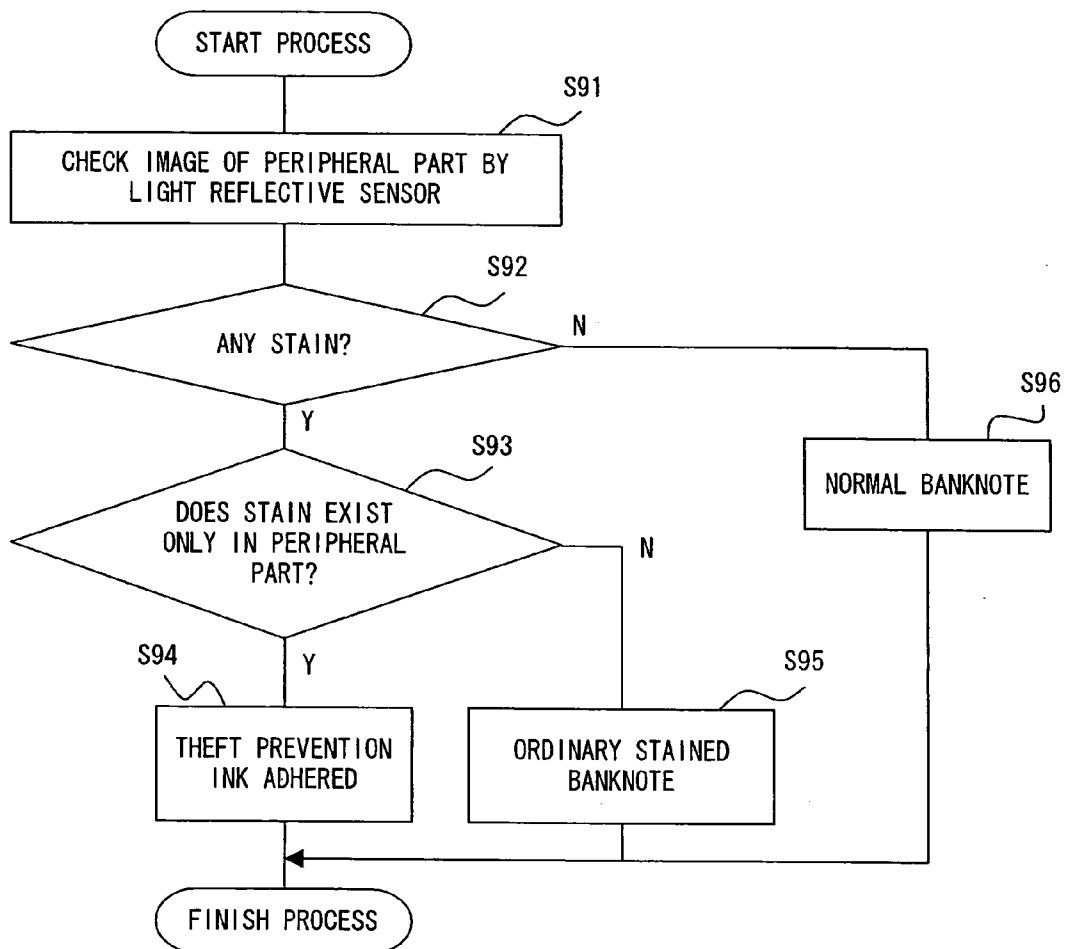 START PROCESS
S91
CHECK IMAGE OF PERIPHERAL PART BY
LIGHT REFLECTIVE SENSOR
S92
ANY STAIN?
N
Y
S96
NORMAL BANKNOTE
S93
DOES STAIN EXIST
ONLY IN PERIPHERAL
PART?
N
Y
S94
THEFT PREVENTION
INK ADHERED
S95
ORDINARY STAINED
BANKNOTE
FINISH PROCESS